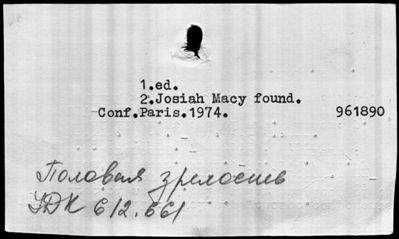 1.ed.
2.Josiah Macy found.
Conf.Paris.1974. 961890
Половая зрелость
УДК 612.661